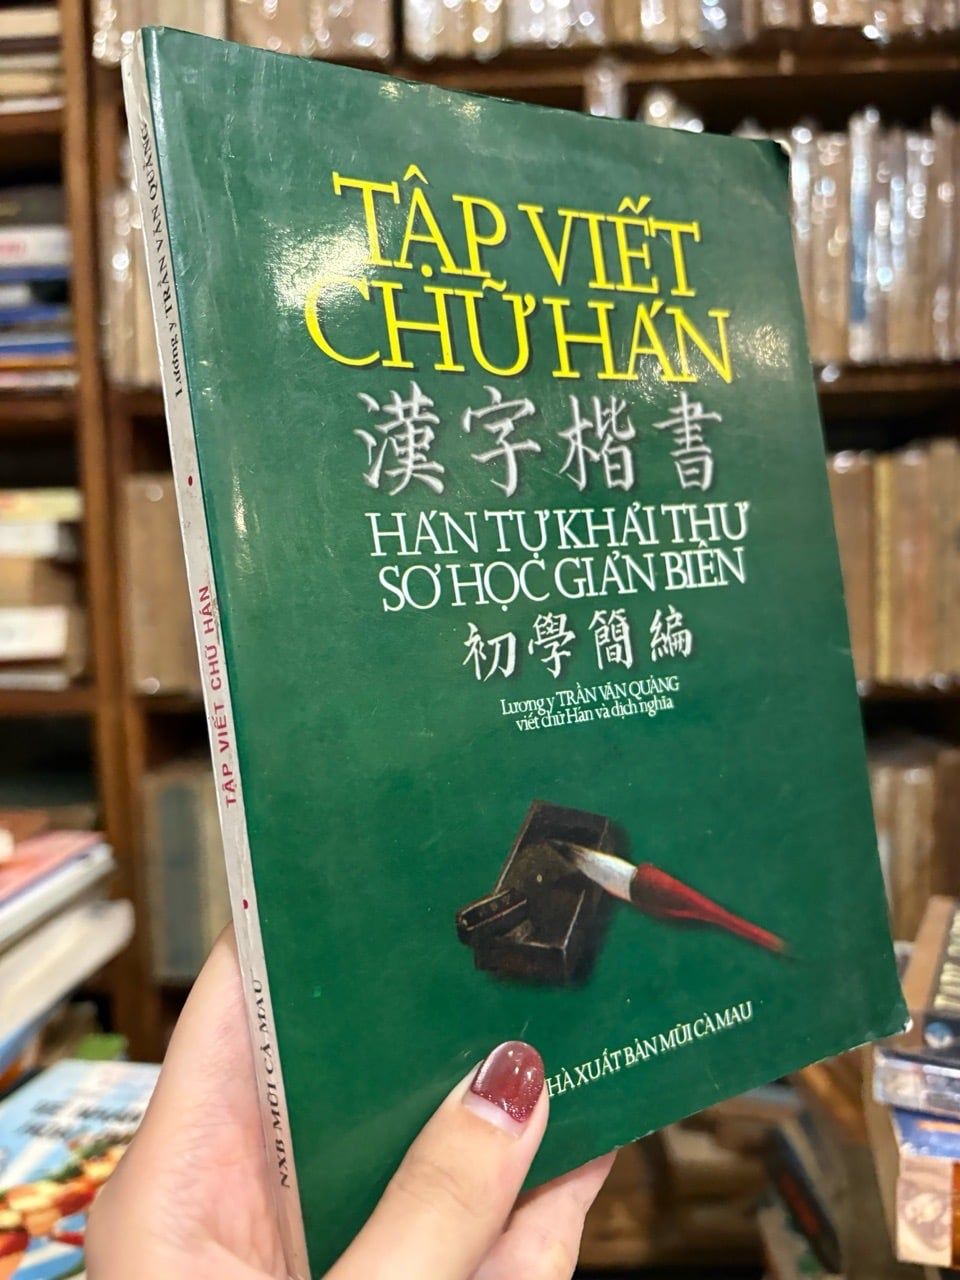 TẬP VIẾT
CHỮ HÁN
漢字楷書
HÁN TỰ KHẢI THƯ
SƠ HỌC GIẢN BIÊN
初學簡編
Lương y TRẦN VĂN QUẢNG
viết chữ Hán và dịch nghĩa
HÀ XUẤT BẢN MŨI CÀ MAU
Lương y TRẦN VĂN QUẢNG
TẬP VIẾT CHỮ HÁN
NXB MŨI CÀ MAU